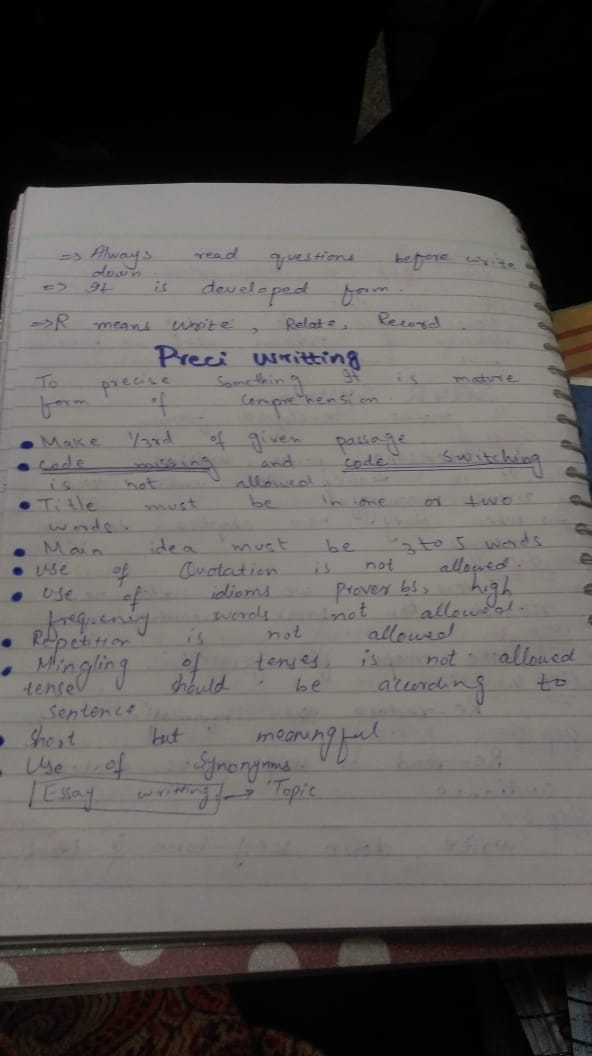 => Always read questions before write
down.
=> It is developed form.
=> R means write, Relate, Record.
Preci writting
To precise something It is mature
form of comprehension
• Make 1/3rd of given passage
• code missing and code switching
is not allowed
• Title must be in one or two
words.
• Main idea must be 3 to 5 words
• use of Quotation is not allowed.
• use of idioms proverbs, high
frequency words not allowed.
• Repetition is not allowed
• Mingling of tenses is not allowed
tense should be according to
sentence
• Short but meaningful
Use of Synonynms.
Essay writting → Topic